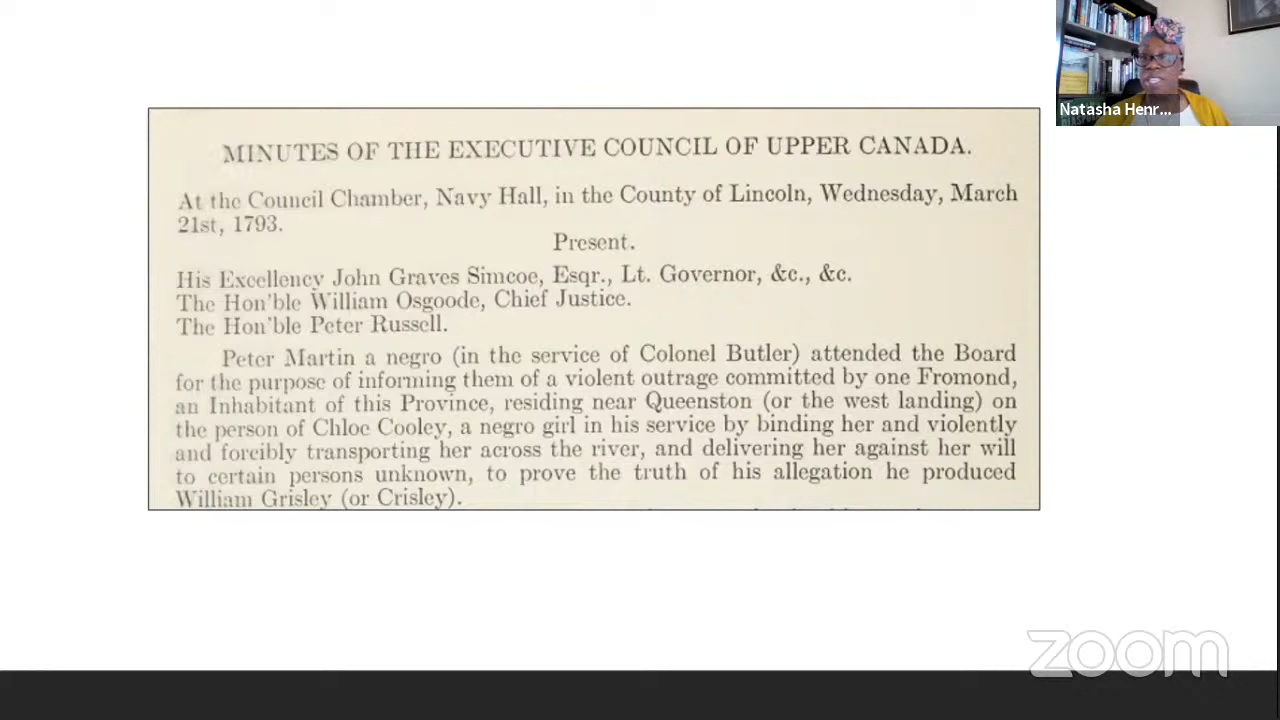 Natasha Henr...
MINUTES OF THE EXECUTIVE COUNCIL OF UPPER CANADA.
At the Council Chamber, Navy Hall, in the County of Lincoln, Wednesday, March
21st, 1793.
Present.
His Excellency John Graves Simcoe, Esqr., Lt. Governor, &c., &c.
The Hon'ble William Osgoode, Chief Justice.
The Hon'ble Peter Russell.
Peter Martin a negro (in the service of Colonel Butler) attended the Board
for the purpose of informing them of a violent outrage committed by one Fromond,
an Inhabitant of this Province, residing near Queenston (or the west landing) on
the person of Chloe Cooley, a negro girl in his service by binding her and violently
and forcibly transporting her across the river, and delivering her against her will
to certain persons unknown, to prove the truth of his allegation he produced
William Grisley (or Crisley).
zoom